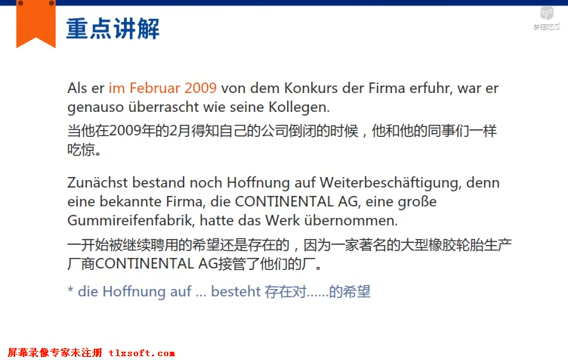 重点讲解
Als er im Februar 2009 von dem Konkurs der Firma erfuhr, war er
genauso überrascht wie seine Kollegen.
当他在2009年的2月得知自己的公司倒闭的时候，他和他的同事们一样
吃惊。
Zunächst bestand noch Hoffnung auf Weiterbeschäftigung, denn
eine bekannte Firma, die CONTINENTAL AG, eine große
Gummireifenfabrik, hatte das Werk übernommen.
一开始被继续聘用的希望还是存在的，因为一家著名的大型橡胶轮胎生产
厂商CONTINENTAL AG接管了他们的厂。
* die Hoffnung auf ... besteht 存在对……的希望
屏幕录像专家未注册 tlxsoft.com